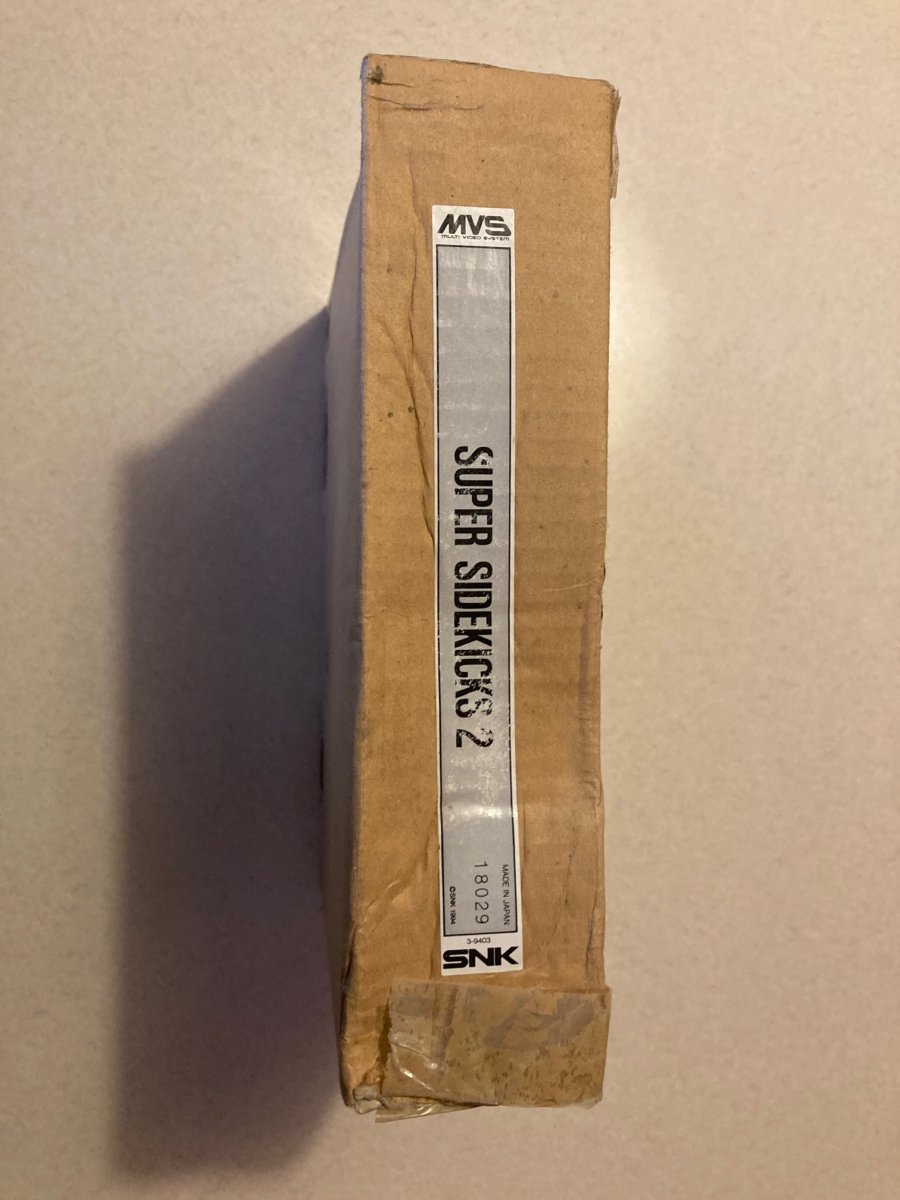 MVS
MULTI VIDEO SYSTEM
SUPER SIDEKICKS 2
MADE IN JAPAN
18029
©SNK 1994
3-9403
SNK